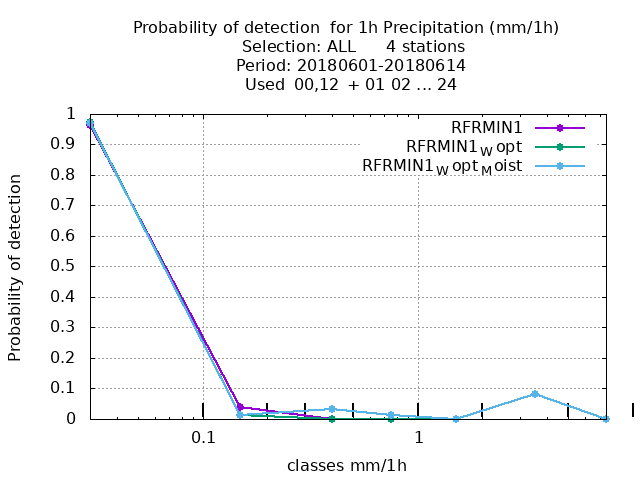 Probability of detection  for 1h Precipitation (mm/1h)
Selection: ALL      4 stations
Period: 20180601-20180614
Used  00,12  + 01 02 ... 24
RFRMIN1
RFRMIN1Wopt
RFRMIN1WoptMoist
Probability of detection
1
0.9
0.8
0.7
0.6
0.5
0.4
0.3
0.2
0.1
0
0.1 1
classes mm/1h